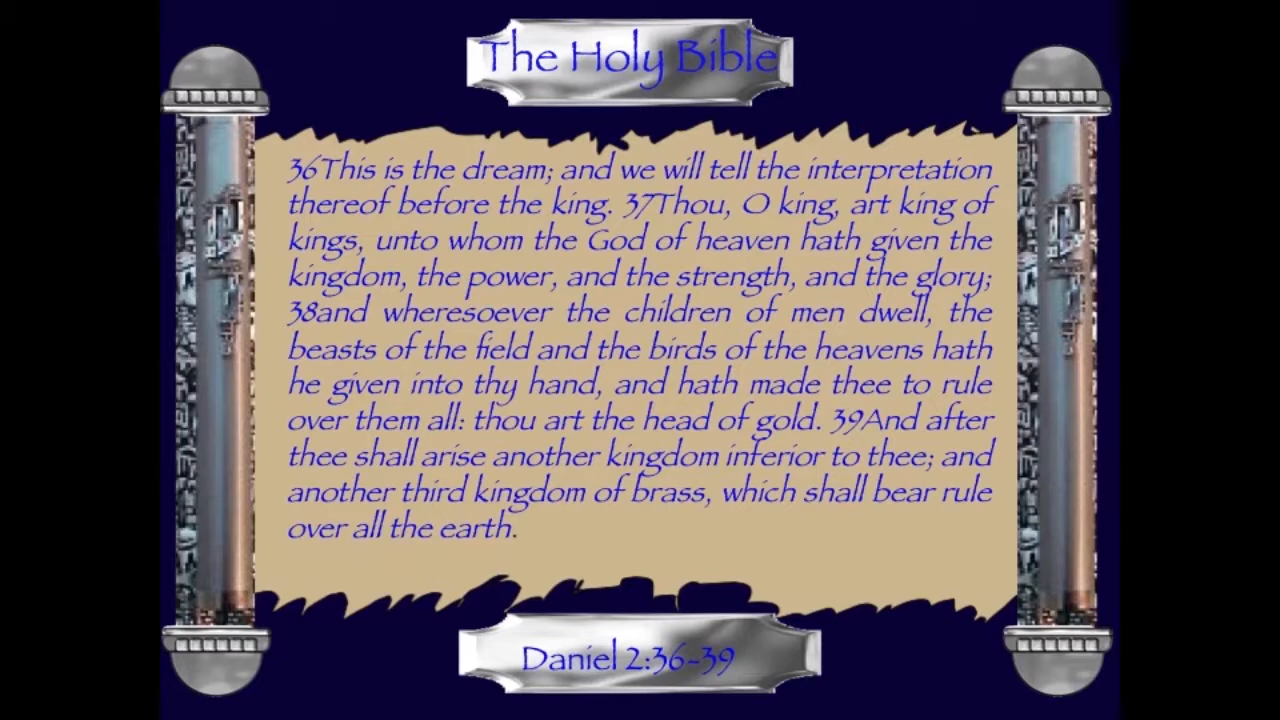 The Holy Bible
36This is the dream; and we will tell the interpretation
thereof before the king. 37Thou, O king, art king of
kings, unto whom the God of heaven hath given the
kingdom, the power, and the strength, and the glory;
38and wheresoever the children of men dwell, the
beasts of the field and the birds of the heavens hath
he given into thy hand, and hath made thee to rule
over them all: thou art the head of gold. 39And after
thee shall arise another kingdom inferior to thee; and
another third kingdom of brass, which shall bear rule
over all the earth.
Daniel 2:36-39